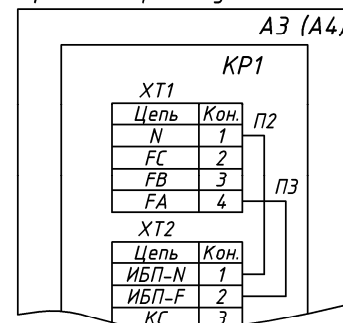 А3 (А4)
КР1
ХТ1
Цепь Кон. П2
N 1
FC 2
FB 3 П3
FA 4
ХТ2
Цепь Кон.
ИБП-N 1
ИБП-F 2
КС 3